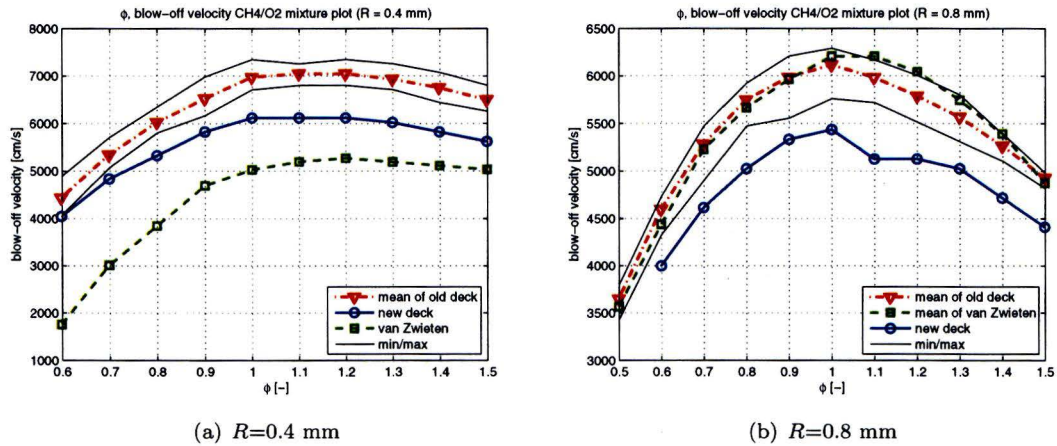 ϕ, blow−off velocity CH4/O2 mixture plot (R = 0.4 mm)
8000
7000
6000
5000
4000
3000
2000
1000
blow−off velocity [cm/s]
0.6 0.7 0.8 0.9 1 1.1 1.2 1.3 1.4 1.5
ϕ [−]
mean of old deck
new deck
van Zwieten
min/max
(a) R=0.4 mm
ϕ, blow−off velocity CH4/O2 mixture plot (R = 0.8 mm)
6500
6000
5500
5000
4500
4000
3500
3000
blow−off velocity [cm/s]
0.5 0.6 0.7 0.8 0.9 1 1.1 1.2 1.3 1.4 1.5
ϕ [−]
mean of old deck
mean of van Zwieten
new deck
min/max
(b) R=0.8 mm